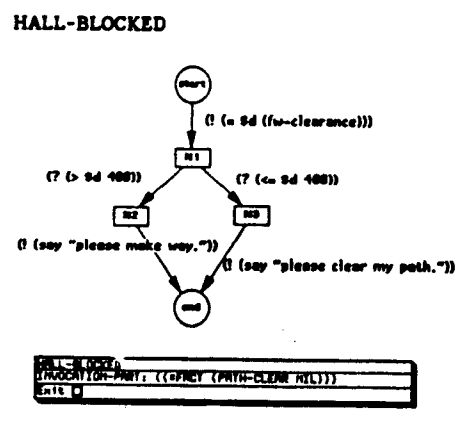 HALL-BLOCKED
start
(! (= $d (fw-clearance)))
N1
(? (> $d 400))
(? (<= $d 400))
N2
N3
(! (say "please make way."))
(! (say "please clear my path."))
end
HALL-BLOCKED
INVOCATION-PART: ((*FACT (PATH-CLEAR NIL)))
Exit